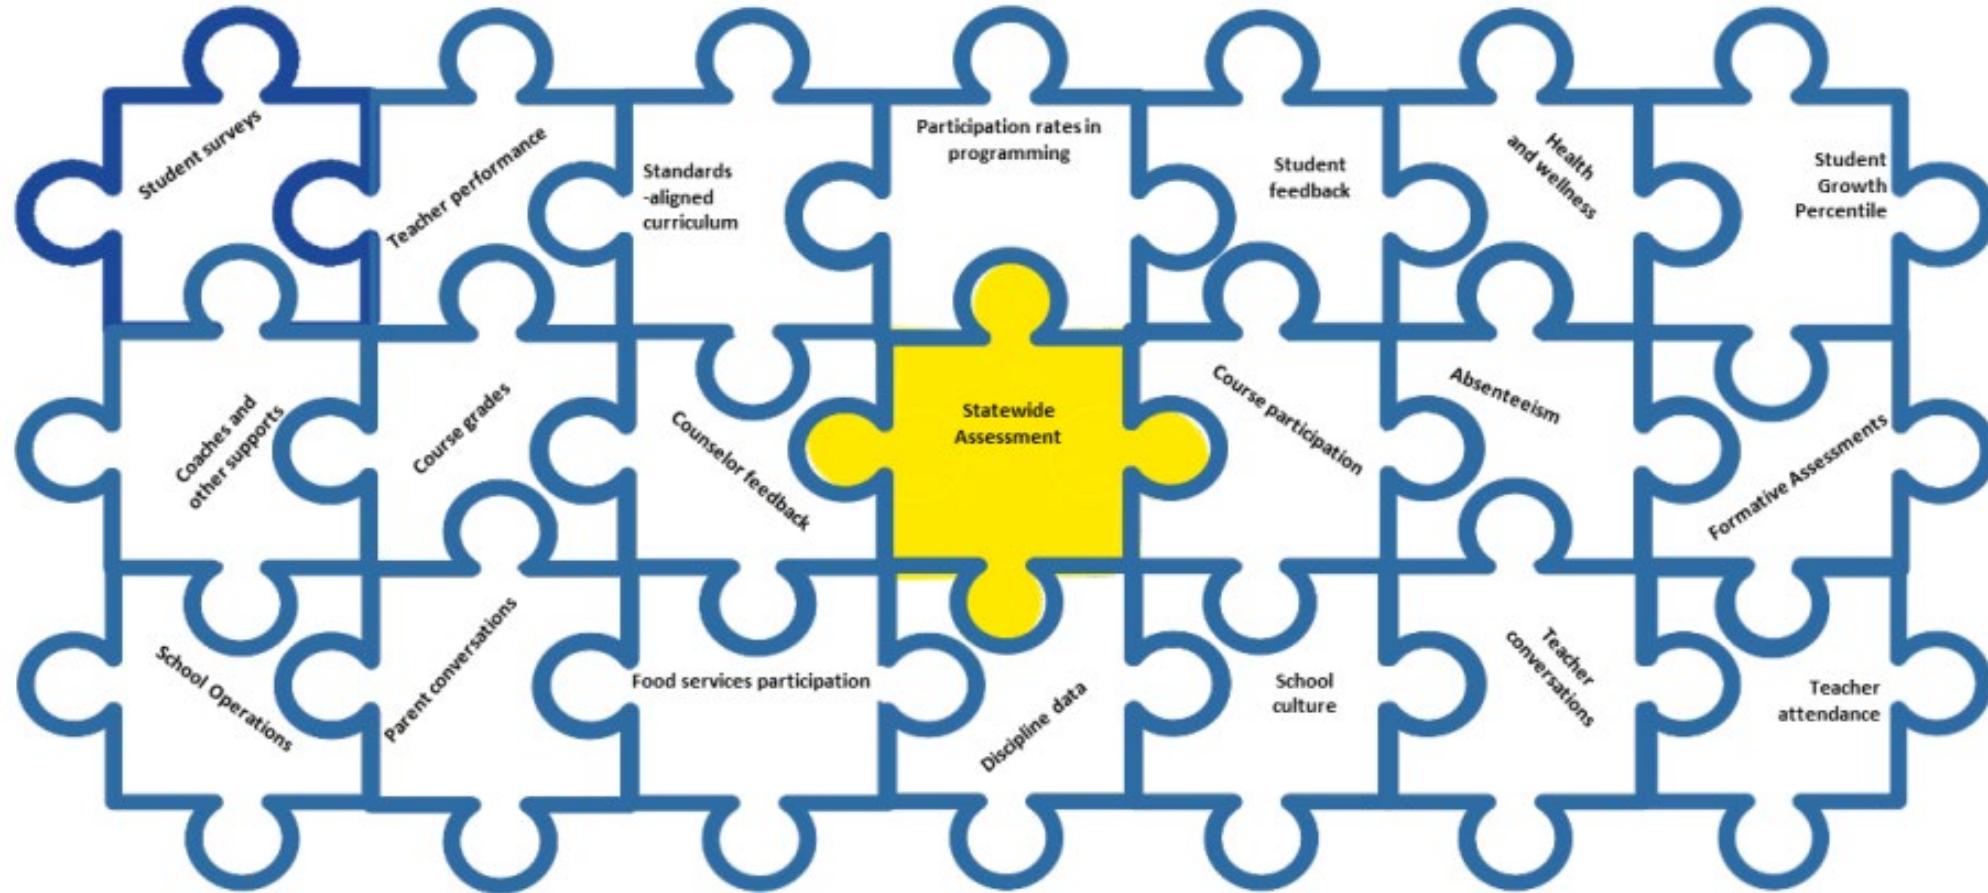 Student surveys
Teacher performance
Standards
-aligned
curriculum
Participation rates in
programming
Student
feedback
Health
and wellness
Student
Growth
Percentile
Coaches and
other supports
Course grades
Counselor feedback
Statewide
Assessment
Course participation
Absenteeism
Formative Assessments
School Operations
Parent conversations
Food services participation
Discipline data
School
culture
Teacher
conversations
Teacher
attendance